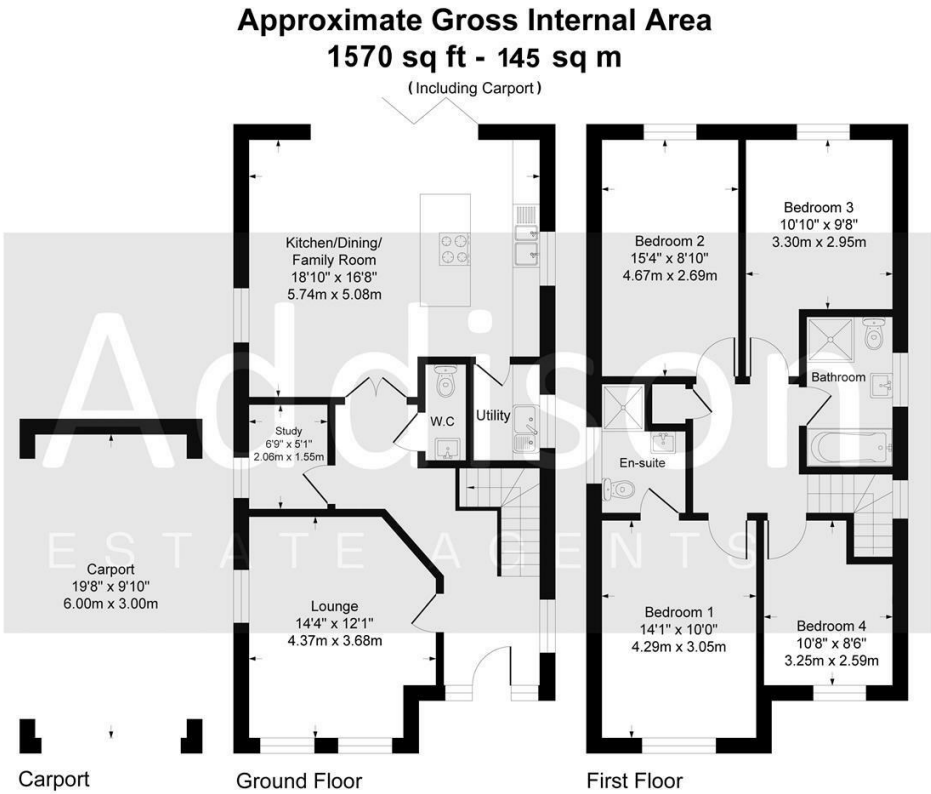 Approximate Gross Internal Area
1570 sq ft - 145 sq m
(Including Carport)
Kitchen/Dining/
Family Room
18'10" x 16'8"
5.74m x 5.08m
Study
6'9" x 5'1"
2.06m x 1.55m
W.C
Utility
Lounge
14'4" x 12'1"
4.37m x 3.68m
Carport
19'8" x 9'10"
6.00m x 3.00m
Bedroom 2
15'4" x 8'10"
4.67m x 2.69m
Bedroom 3
10'10" x 9'8"
3.30m x 2.95m
Bathroom
En-suite
Bedroom 1
14'1" x 10'0"
4.29m x 3.05m
Bedroom 4
10'8" x 8'6"
3.25m x 2.59m
Addison
ESTATE AGENTS
Carport
Ground Floor
First Floor